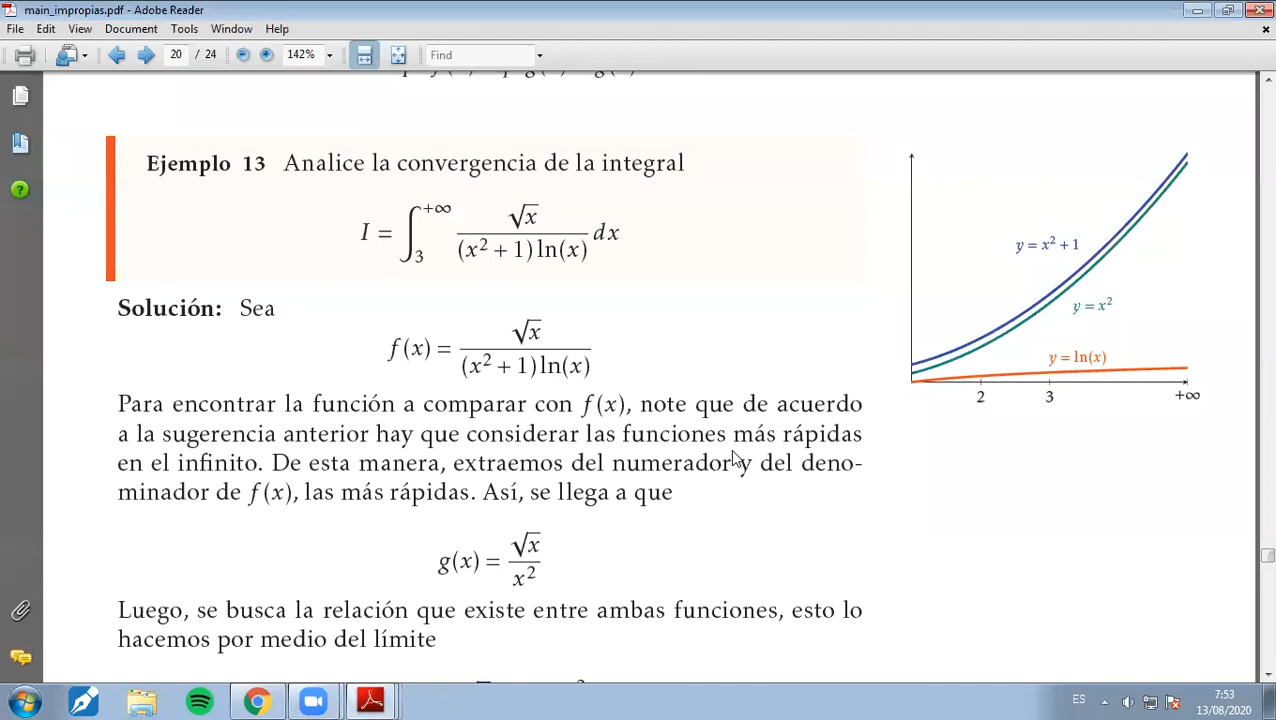 main_impropias.pdf - Adobe Reader
File Edit View Document Tools Window Help
20 / 24 142% Find
Ejemplo 13 Analice la convergencia de la integral
I = ∫₃^{+∞} √x / ((x² + 1) ln(x)) dx
Solución: Sea
f(x) = √x / ((x² + 1) ln(x))
Para encontrar la función a comparar con f(x), note que de acuerdo
a la sugerencia anterior hay que considerar las funciones más rápidas
en el infinito. De esta manera, extraemos del numerador y del deno-
minador de f(x), las más rápidas. Así, se llega a que
g(x) = √x / x²
Luego, se busca la relación que existe entre ambas funciones, esto lo
hacemos por medio del límite
y = x² + 1
y = x²
y = ln(x)
2 3 +∞
ES
7:53
13/08/2020